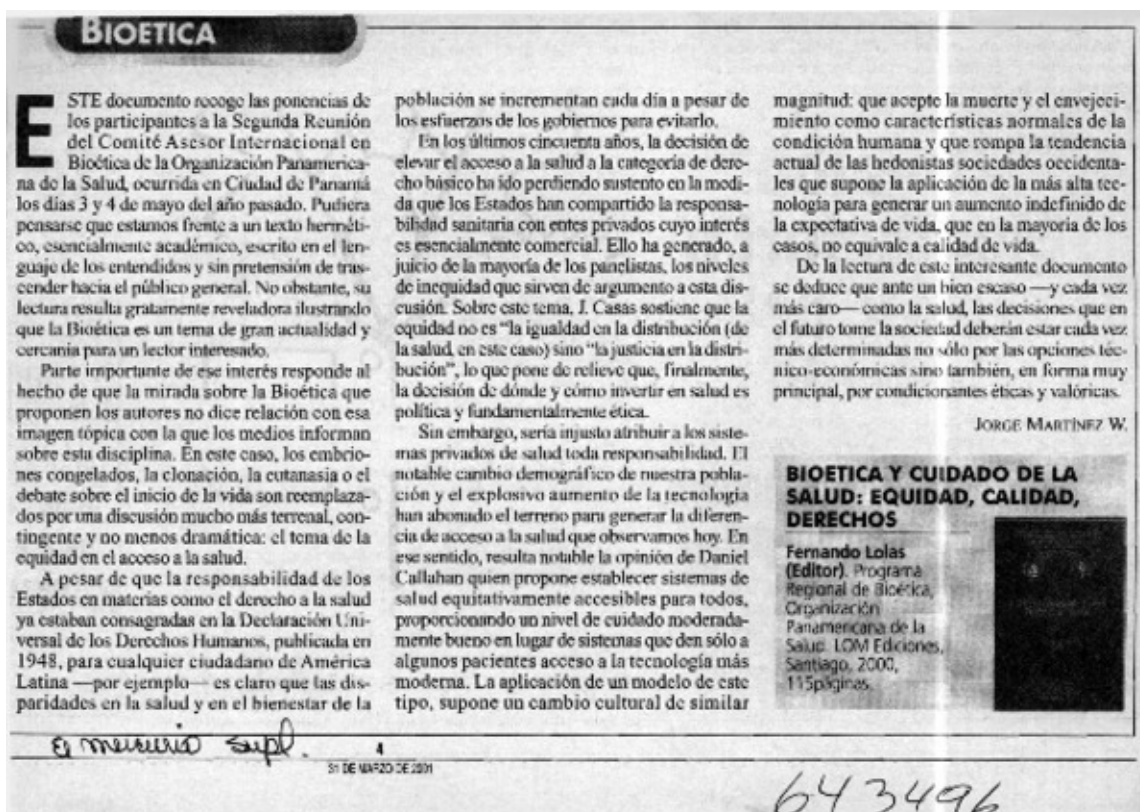 BIOETICA
ESTE documento recoge las ponencias de
los participantes a la Segunda Reunión
del Comité Asesor Internacional en
Bioética de la Organización Panamerica-
na de la Salud, ocurrida en Ciudad de Panamá
los días 3 y 4 de mayo del año pasado. Pudiera
pensarse que estamos frente a un texto herméti-
co, esencialmente académico, escrito en el len-
guaje de los entendidos y sin pretensión de tras-
cender hacia el público general. No obstante, su
lectura resulta gratamente reveladora ilustrando
que la Bioética es un tema de gran actualidad y
cercanía para un lector interesado.
Parte importante de ese interés responde al
hecho de que la mirada sobre la Bioética que
proponen los autores no dice relación con esa
imagen tópica con la que los medios informan
sobre esta disciplina. En este caso, los embrio-
nes congelados, la clonación, la eutanasia o el
debate sobre el inicio de la vida son reemplaza-
dos por una discusión mucho más terrenal, con-
tingente y no menos dramática: el tema de la
equidad en el acceso a la salud.
A pesar de que la responsabilidad de los
Estados en materias como el derecho a la salud
ya estaban consagradas en la Declaración Uni-
versal de los Derechos Humanos, publicada en
1948, para cualquier ciudadano de América
Latina —por ejemplo— es claro que las dis-
paridades en la salud y en el bienestar de la
población se incrementan cada día a pesar de
los esfuerzos de los gobiernos para evitarlo.
En los últimos cincuenta años, la decisión de
elevar el acceso a la salud a la categoría de dere-
cho básico ha ido perdiendo sustento en la medi-
da que los Estados han compartido la responsa-
bilidad sanitaria con entes privados cuyo interés
es esencialmente comercial. Ello ha generado, a
juicio de la mayoría de los panelistas, los niveles
de inequidad que sirven de argumento a esta dis-
cusión. Sobre este tema, J. Casas sostiene que la
equidad no es "la igualdad en la distribución (de
la salud, en este caso) sino "la justicia en la distri-
bución", lo que pone de relieve que, finalmente,
la decisión de dónde y cómo invertir en salud es
política y fundamentalmente ética.
Sin embargo, sería injusto atribuir a los siste-
mas privados de salud toda responsabilidad. El
notable cambio demográfico de nuestra pobla-
ción y el explosivo aumento de la tecnología
han abonado el terreno para generar la diferen-
cia de acceso a la salud que observamos hoy. En
ese sentido, resulta notable la opinión de Daniel
Callahan quien propone establecer sistemas de
salud equitativamente accesibles para todos,
proporcionando un nivel de cuidado moderada-
mente bueno en lugar de sistemas que den sólo a
algunos pacientes acceso a la tecnología más
moderna. La aplicación de un modelo de este
tipo, supone un cambio cultural de similar
magnitud: que acepte la muerte y el envejeci-
miento como características normales de la
condición humana y que rompa la tendencia
actual de las hedonistas sociedades occidenta-
les que supone la aplicación de la más alta tec-
nología para generar un aumento indefinido de
la expectativa de vida, que en la mayoría de los
casos, no equivale a calidad de vida.
De la lectura de este interesante documento
se deduce que ante un bien escaso —y cada vez
más caro— como la salud, las decisiones que en
el futuro tome la sociedad deberán estar cada vez
más determinadas no sólo por las opciones téc-
nico-económicas sino también, en forma muy
principal, por condicionantes éticas y valóricas.
JORGE MARTÍNEZ W.
BIOETICA Y CUIDADO DE LA
SALUD: EQUIDAD, CALIDAD,
DERECHOS
Fernando Lolas
(Editor). Programa
Regional de Bioética,
Organización
Panamericana de la
Salud. LOM Ediciones,
Santiago, 2000,
115páginas.
El mercurio supl.
4
31 DE MARZO DE 2001
643496